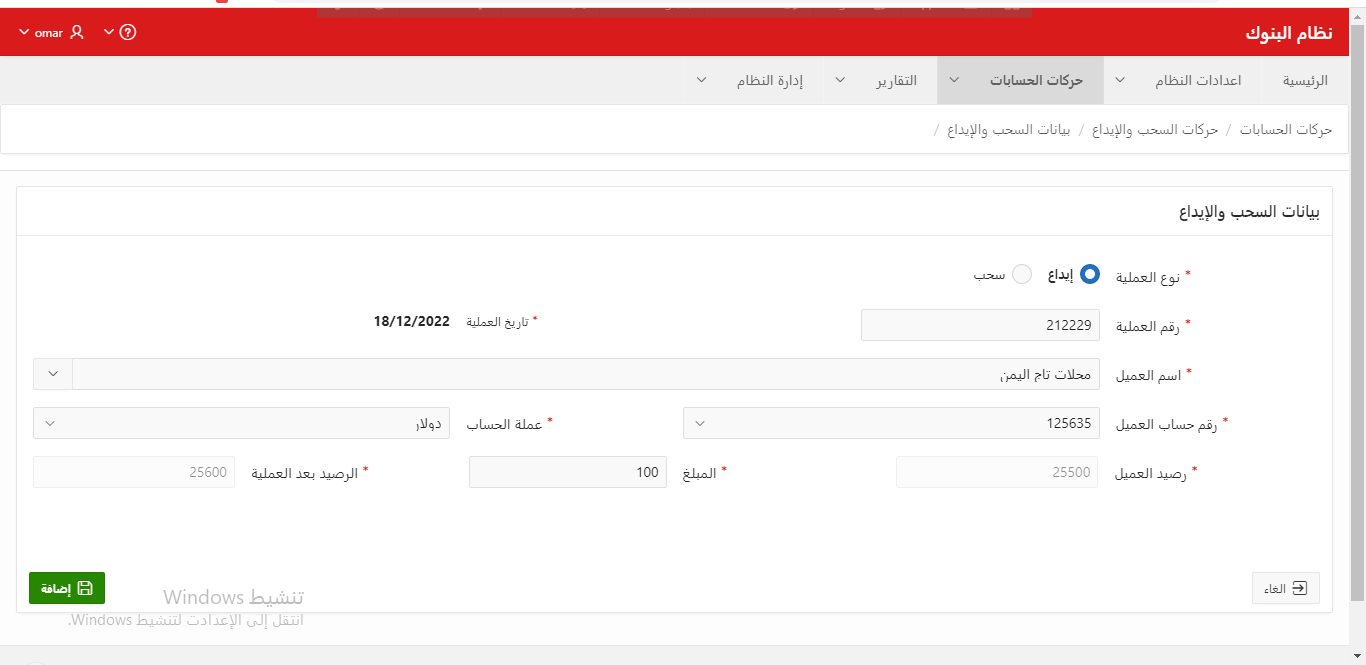 نظام البنوك omar
الرئيسية اعدادات النظام حركات الحسابات التقارير إدارة النظام
حركات الحسابات / حركات السحب والإيداع / بيانات السحب والإيداع /
بيانات السحب والإيداع
* نوع العملية إيداع سحب
* رقم العملية 212229 * تاريخ العملية 18/12/2022
* اسم العميل محلات تاج اليمن
* رقم حساب العميل 125635 * عملة الحساب دولار
* رصيد العميل 25500 * المبلغ 100 * الرصيد بعد العملية 25600
الغاء إضافة
تنشيط Windows
انتقل إلى الإعدادت لتنشيط Windows.